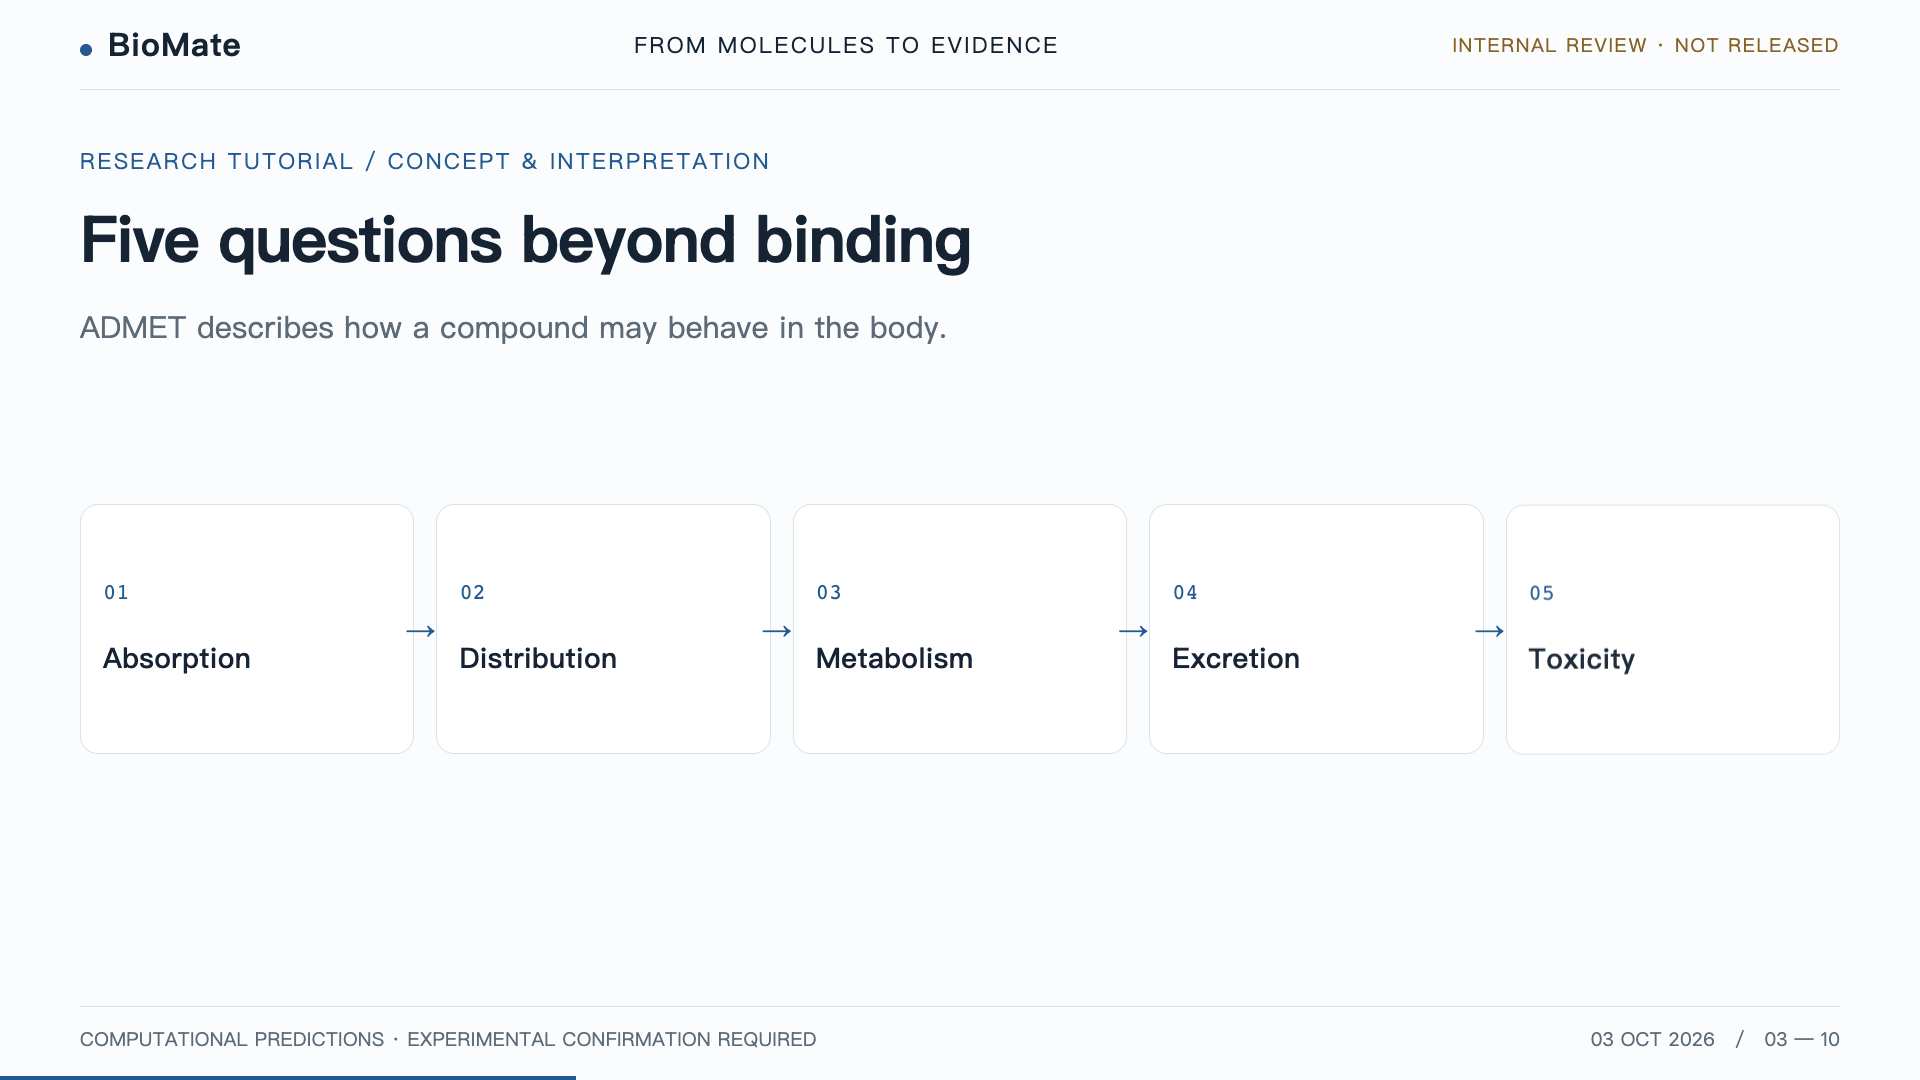 BioMate
FROM MOLECULES TO EVIDENCE
INTERNAL REVIEW · NOT RELEASED
RESEARCH TUTORIAL / CONCEPT & INTERPRETATION
Five questions beyond binding
ADMET describes how a compound may behave in the body.
01
Absorption
→
02
Distribution
→
03
Metabolism
→
04
Excretion
→
05
Toxicity
COMPUTATIONAL PREDICTIONS · EXPERIMENTAL CONFIRMATION REQUIRED
03 OCT 2026 / 03 — 10